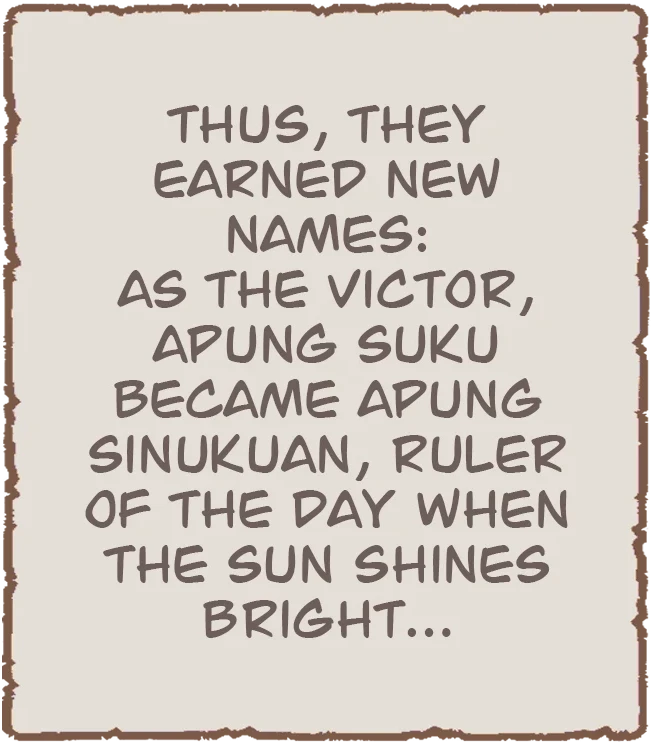 THUS, THEY
EARNED NEW
NAMES:
AS THE VICTOR,
APUNG SUKU
BECAME APUNG
SINUKUAN, RULER
OF THE DAY WHEN
THE SUN SHINES
BRIGHT...